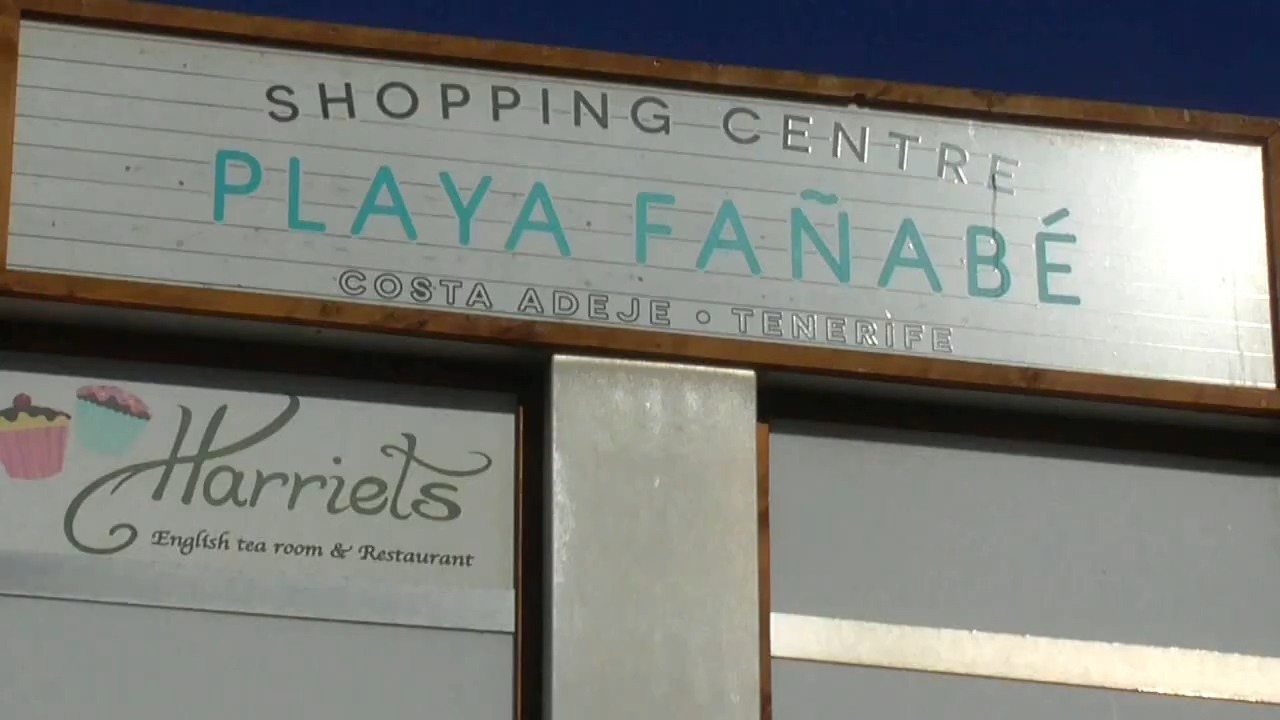 SHOPPING CENTRE
PLAYA FAÑABÉ
COSTA ADEJE • TENERIFE
Harriets
English tea room & Restaurant